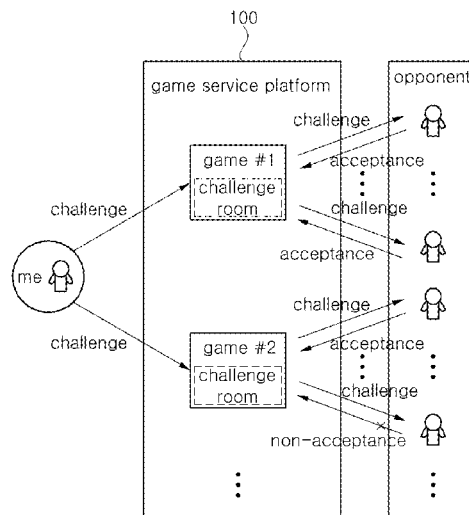 100
game service platform
opponent
challenge
game #1
acceptance
challenge
room
challenge
challenge
acceptance
me
challenge
challenge
game #2
acceptance
challenge
room
challenge
non-acceptance